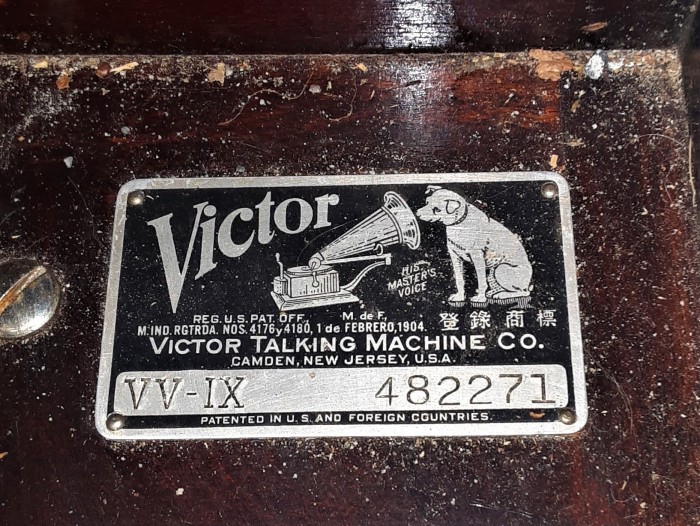 Victor
HIS
MASTER'S
VOICE
REG. U.S. PAT. OFF. M. de F.
M. IND. RGTRDA. NOS. 4176 y 4180, 1 de FEBRERO, 1904. 登錄商標
VICTOR TALKING MACHINE CO.
CAMDEN, NEW JERSEY, U.S.A.
VV-IX 482271
PATENTED IN U.S. AND FOREIGN COUNTRIES.